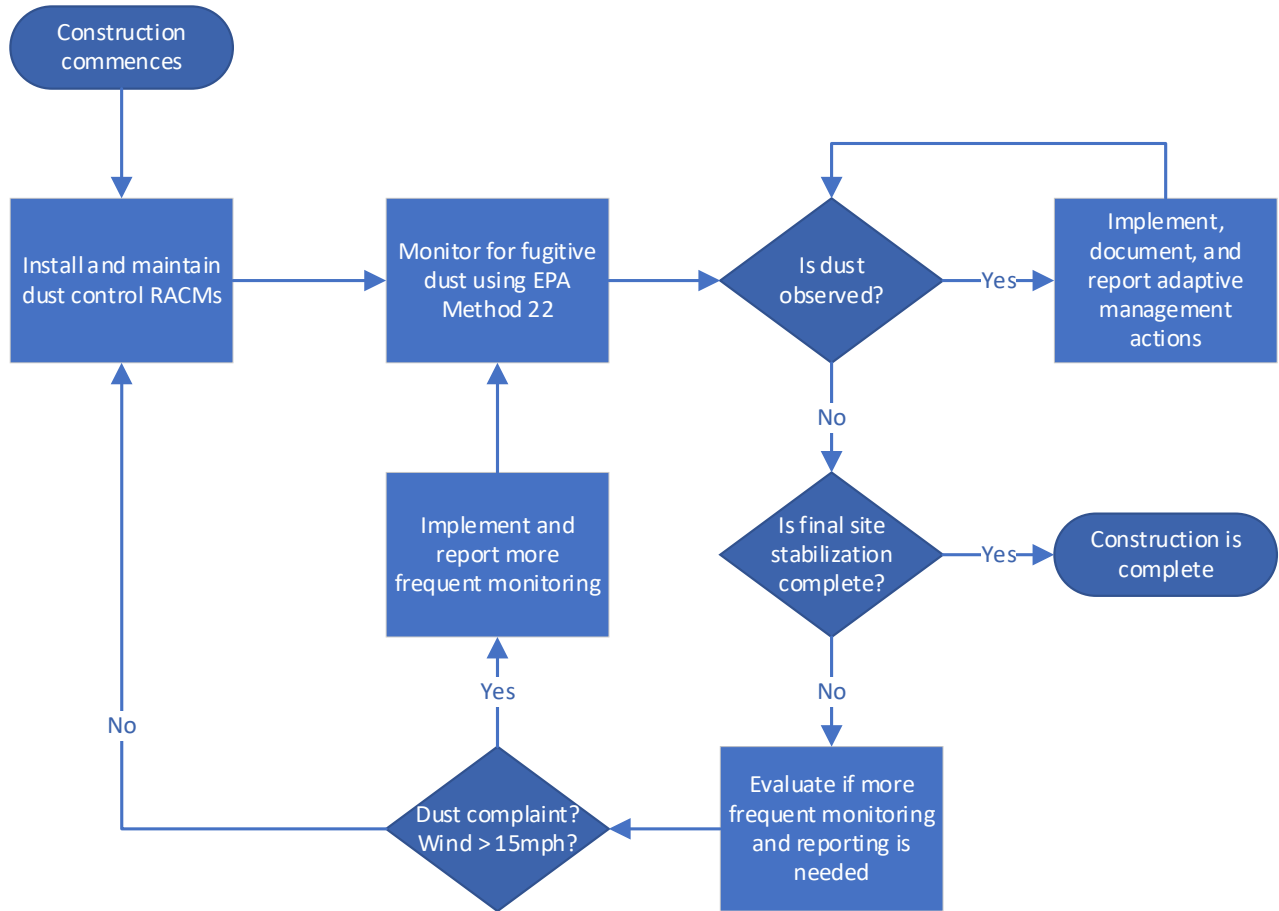 Construction
commences
Install and maintain
dust control RACMs
Monitor for fugitive
dust using EPA
Method 22
Is dust
observed?
Yes
Implement,
document, and
report adaptive
management
actions
No
Implement and
report more
frequent monitoring
Is final site
stabilization
complete?
Yes
Construction is
complete
No
Yes
No
Dust complaint?
Wind > 15mph?
Evaluate if more
frequent monitoring
and reporting is
needed